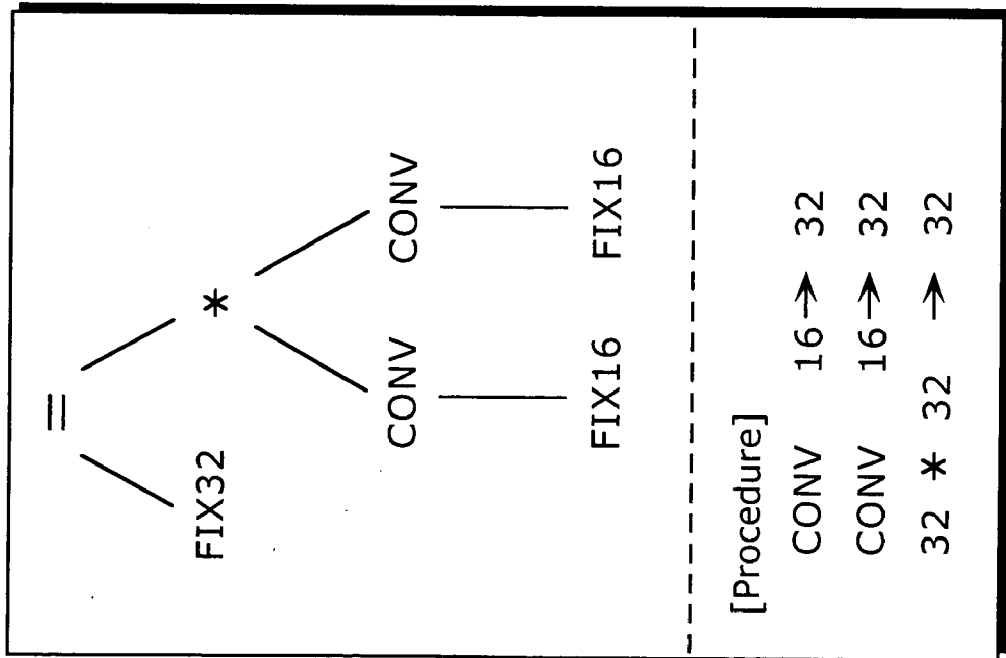 =
FIX32 *
CONV CONV
FIX16 FIX16
[Procedure]
CONV 16→ 32
CONV 16→ 32
32 * 32 → 32